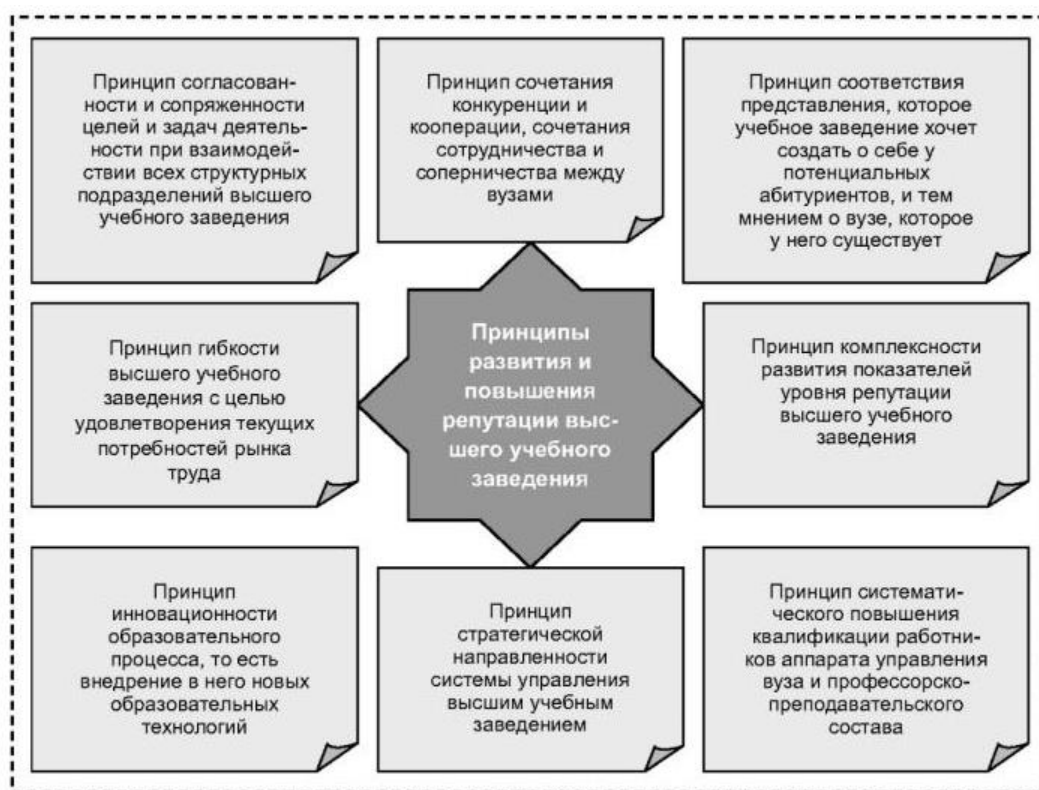 Принцип согласован-
ности и сопряженности
целей и задач деятель-
ности при взаимодей-
ствии всех структурных
подразделений высшего
учебного заведения
Принцип сочетания
конкуренции и
кооперации, сочетания
сотрудничества и
соперничества между
вузами
Принцип соответствия
представления, которое
учебное заведение хочет
создать о себе у
потенциальных
абитуриентов, и тем
мнением о вузе, которое
у него существует
Принцип гибкости
высшего учебного
заведения с целью
удовлетворения текущих
потребностей рынка
труда
Принципы
развития и
повышения
репутации выс-
шего учебного
заведения
Принцип комплексности
развития показателей
уровня репутации
высшего учебного
заведения
Принцип
инновационности
образовательного
процесса, то есть
внедрение в него новых
образовательных
технологий
Принцип
стратегической
направленности
системы управления
высшим учебным
заведением
Принцип системати-
ческого повышения
квалификации работни-
ков аппарата управления
вуза и профессорско-
преподавательского
состава